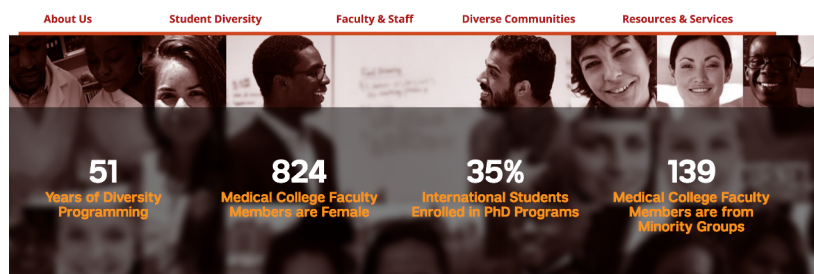 About Us Student Diversity Faculty & Staff Diverse Communities Resources & Services
51
Years of Diversity
Programming
824
Medical College Faculty
Members are Female
35%
International Students
Enrolled in PhD Programs
139
Medical College Faculty
Members are from
Minority Groups